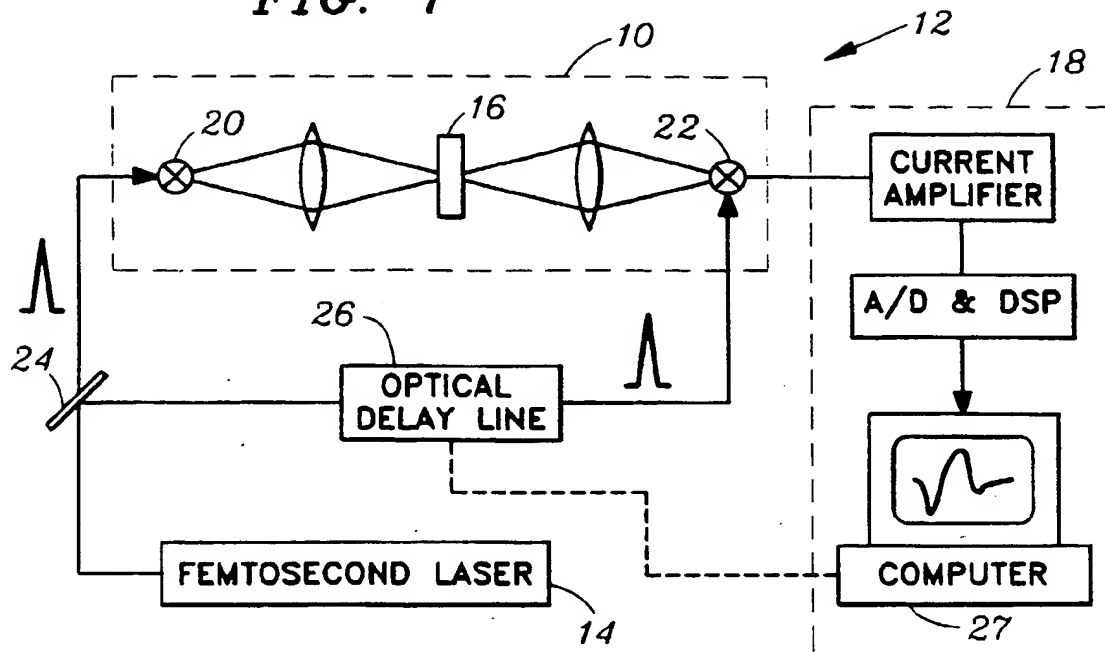 FIG. 1
10
12
18
20
16
22
CURRENT
AMPLIFIER
A/D & DSP
26
24
OPTICAL
DELAY LINE
FEMTOSECOND LASER
14
COMPUTER
27